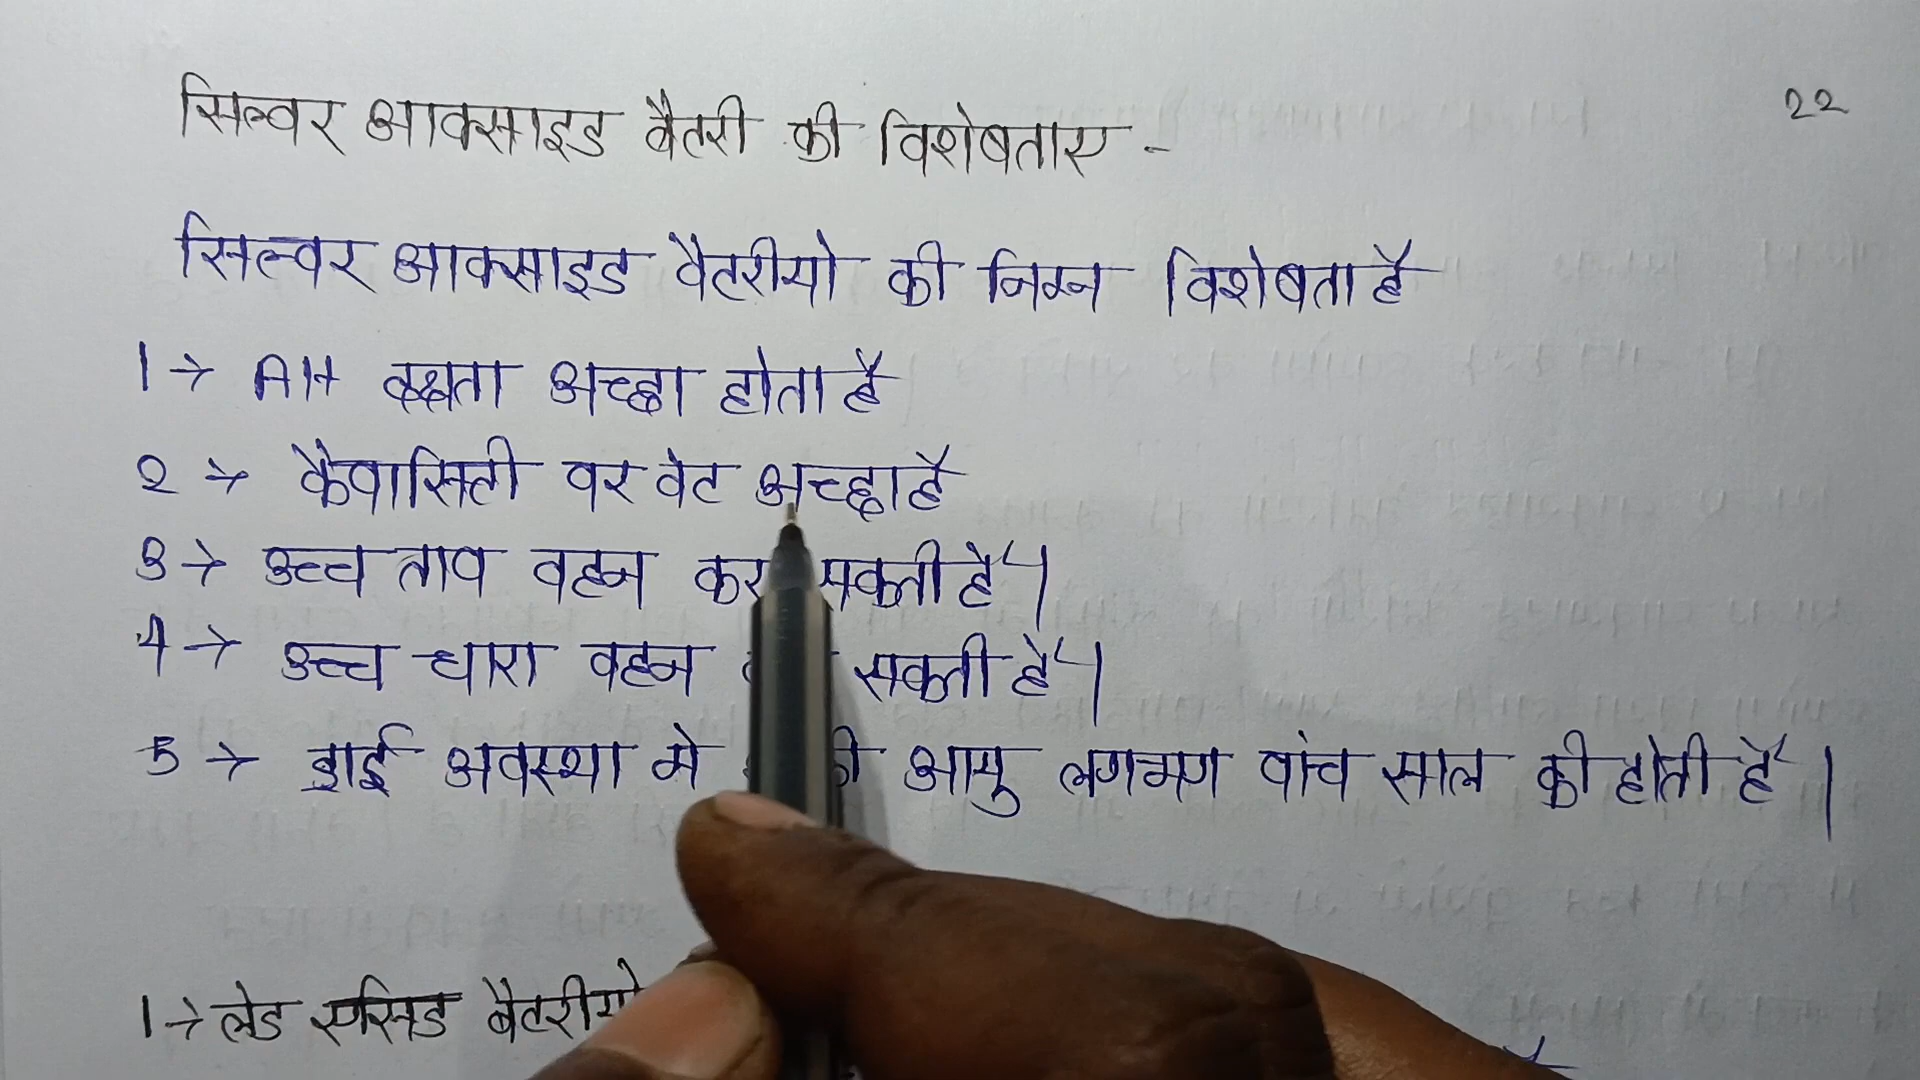 सिल्वर आक्साइड बैटरी की विशेषताए - 22
सिल्वर आक्साइड बैटरीयो की निम्न विशेषता है
1 → AH दक्षता अच्छा होता है
2 → कैपासिटी पर वेट अच्छा है
3 → उच्च ताप वहन कर सकती है।
4 → उच्च धारा वहन सकती है।
5 → ड्राई अवस्था मे आयु लगभग पांच साल की होती है।
1 → लेड एसिड बैटरीयो